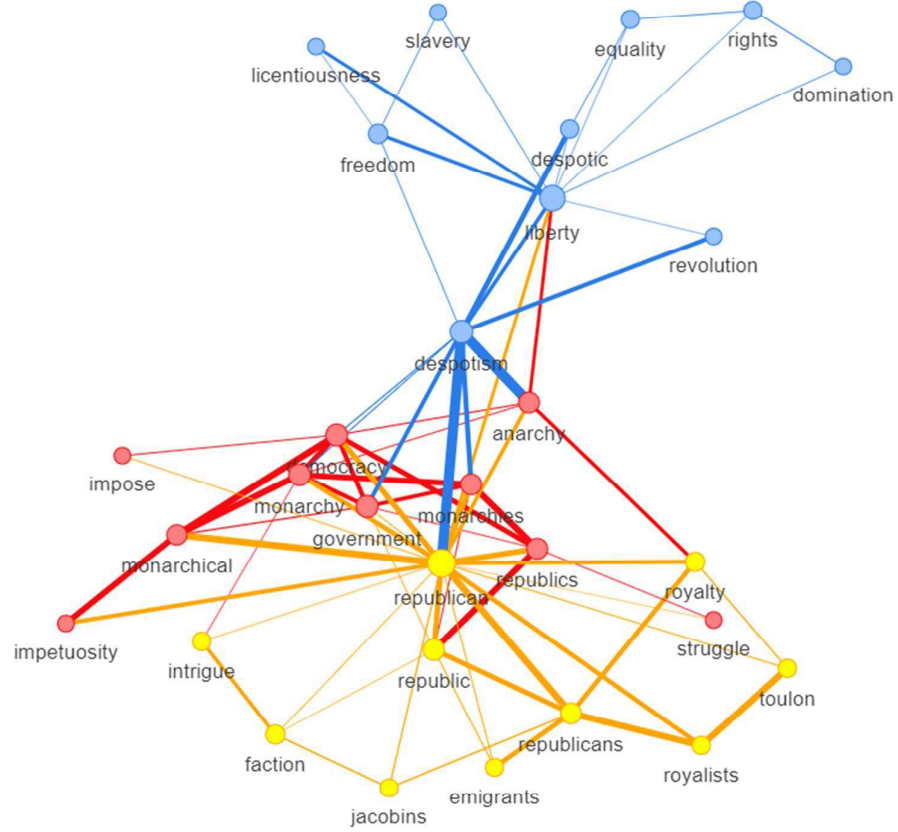 slavery
equality
rights
licentiousness
domination
freedom
despotic
liberty
revolution
despotism
anarchy
democracy
impose
monarchy
monarchies
government
monarchical
republics
republican
royalty
impetuosity
struggle
intrigue
republic
toulon
republicans
faction
royalists
emigrants
jacobins